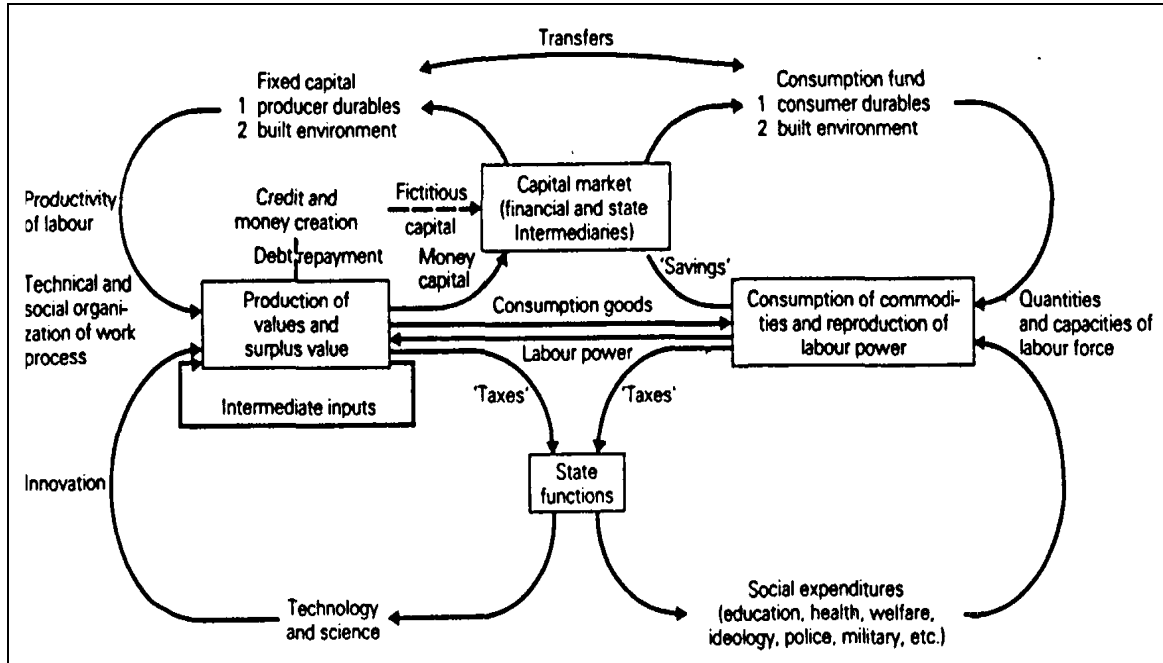 Transfers
Fixed capital
1 producer durables
2 built environment
Consumption fund
1 consumer durables
2 built environment
Capital market
(financial and state
Intermediaries)
Productivity
of labour
Credit and
money creation
Fictitious
capital
Debt repayment
Money
capital
'Savings'
Technical and
social organi-
zation of work
process
Production of
values and
surplus value
Consumption goods
Labour power
Consumption of commodi-
ties and reproduction of
labour power
Quantities
and capacities of
labour force
Intermediate inputs
'Taxes'
'Taxes'
State
functions
Innovation
Technology
and science
Social expenditures
(education, health, welfare,
ideology, police, military, etc.)